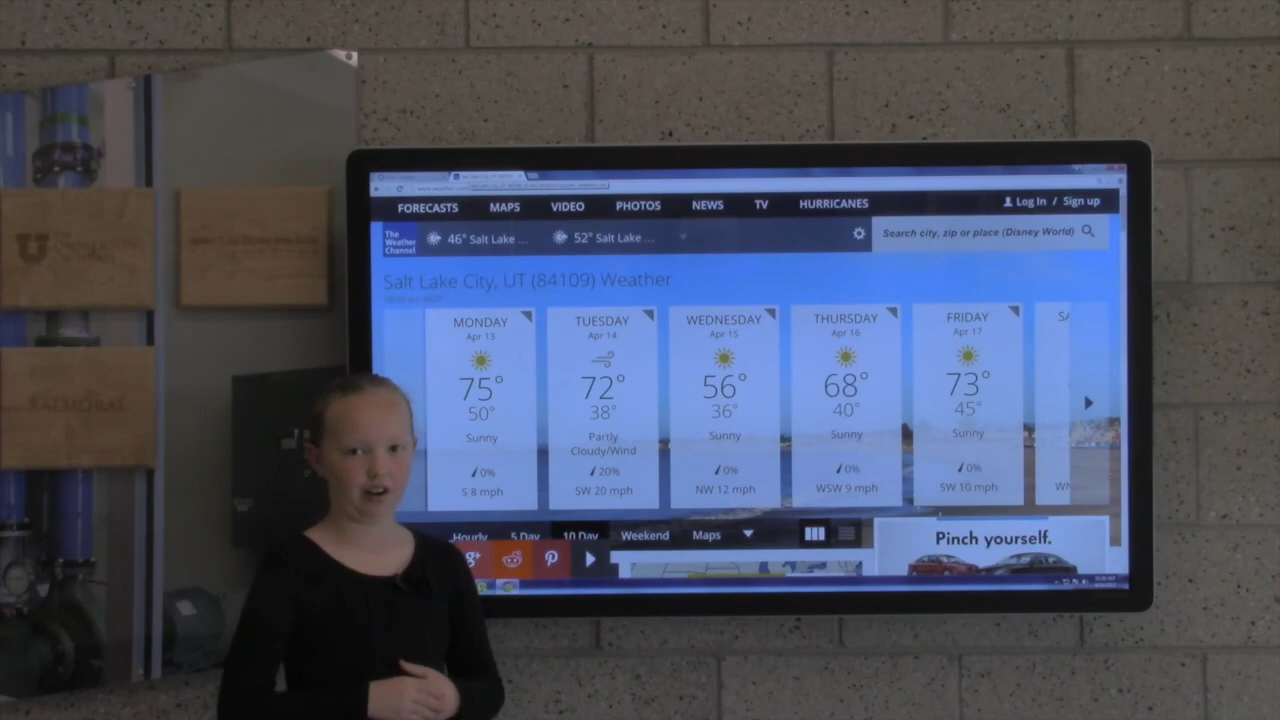 FORECASTS MAPS VIDEO PHOTOS NEWS TV HURRICANES Log In / Sign up
The Weather Channel
46° Salt Lake ... 52° Salt Lake ... Search city, zip or place (Disney World)
Salt Lake City, UT (84109) Weather
MONDAY TUESDAY WEDNESDAY THURSDAY FRIDAY SA
Apr 13 Apr 14 Apr 15 Apr 16 Apr 17
75° 72° 56° 68° 73°
50° 38° 36° 40° 45°
Sunny Partly Cloudy/Wind Sunny Sunny Sunny
0% 20% 0% 0% 0%
S 8 mph SW 20 mph NW 12 mph WSW 9 mph SW 10 mph
Hourly 5 Day 10 Day Weekend Maps
Pinch yourself.
g+
U